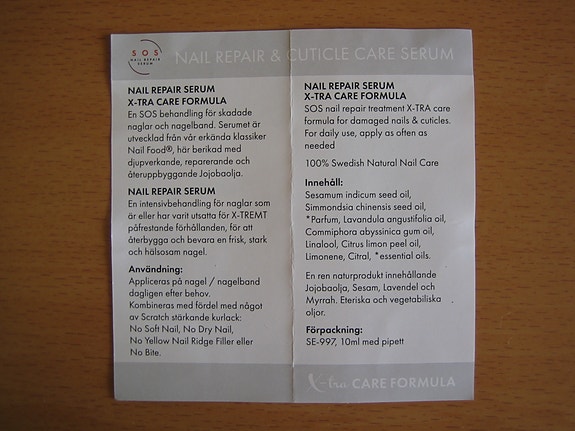 SOS
NAIL REPAIR
SERUM
NAIL REPAIR & CUTICLE CARE SERUM
NAIL REPAIR SERUM
X-TRA CARE FORMULA
En SOS behandling för skadade
naglar och nagelband. Serumet är
utvecklad från vår erkända klassiker
Nail Food®, här berikad med
djupverkande, reparerande och
återuppbyggande Jojobaolja.
NAIL REPAIR SERUM
En intensivbehandling för naglar som
är eller har varit utsatta för X-TREMT
påfrestande förhållanden, för att
återbygga och bevara en frisk, stark
och hälsosam nagel.
Användning:
Appliceras på nagel / nagelband
dagligen efter behov.
Kombineras med fördel med något
av Scratch stärkande kurlack:
No Soft Nail, No Dry Nail,
No Yellow Nail Ridge Filler eller
No Bite.
NAIL REPAIR SERUM
X-TRA CARE FORMULA
SOS nail repair treatment X-TRA care
formula for damaged nails & cuticles.
For daily use, apply as often as
needed
100% Swedish Natural Nail Care
Innehåll:
Sesamum indicum seed oil,
Simmondsia chinensis seed oil,
*Parfum, Lavandula angustifolia oil,
Commiphora abyssinica gum oil,
Linalool, Citrus limon peel oil,
Limonene, Citral, *essential oils.
En ren naturprodukt innehållande
Jojobaolja, Sesam, Lavendel och
Myrrah. Eteriska och vegetabiliska
oljor.
Förpackning:
SE-997, 10ml med pipett
X-tra CARE FORMULA